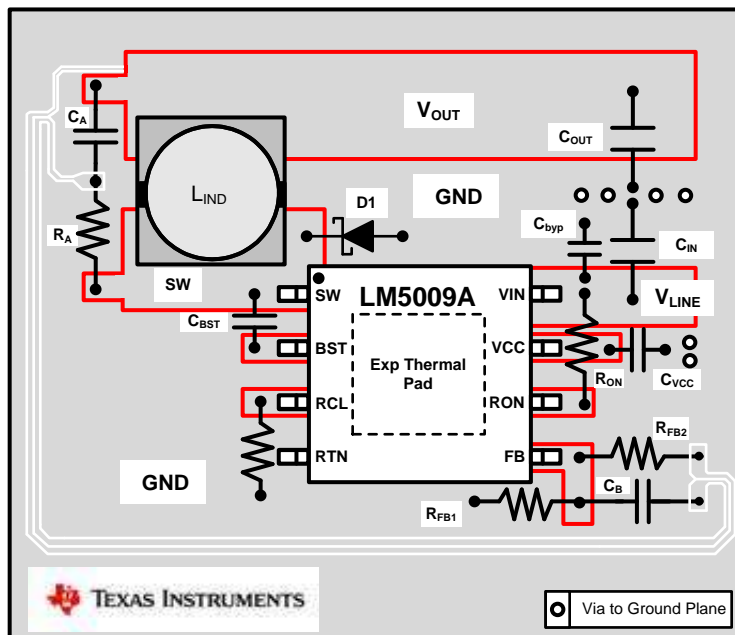 CA
VOUT
COUT
LIND
D1
GND
RA
Cbyp
CIN
SW
LM5009A
VLINE
SW
VIN
CBST
BST
VCC
Exp Thermal
Pad
RON
CVCC
RCL
RON
RFB2
RTN
FB
GND
CB
RFB1
TEXAS INSTRUMENTS
Via to Ground Plane